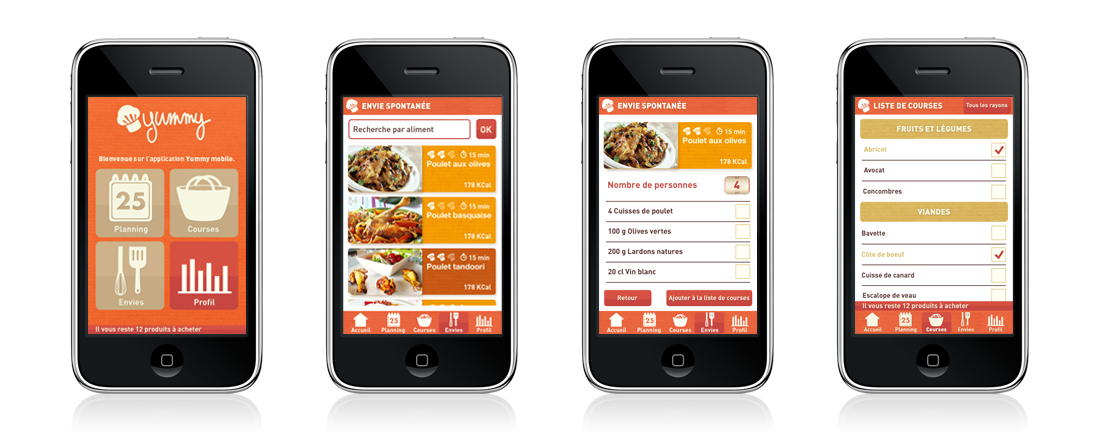 yummy
Bienvenue sur l'application Yummy mobile.
25
Planning
Courses
Envies
Profil
Il vous reste 12 produits à acheter
ENVIE SPONTANÉE
Recherche par aliment
OK
15 min
Poulet aux olives
178 KCal
15 min
Poulet basquaise
178 KCal
15 min
Poulet tandoori
178 KCal
Accueil
25
Planning
Courses
Envies
Profil
ENVIE SPONTANÉE
15 min
Poulet aux olives
178 KCal
Nombre de personnes
4
4 Cuisses de poulet
100 g Olives vertes
200 g Lardons natures
20 cl Vin blanc
Retour
Ajouter à la liste de courses
Accueil
25
Planning
Courses
Envies
Profil
LISTE DE COURSES
Tous les rayons
FRUITS ET LÉGUMES
Abricot
Avocat
Concombres
VIANDES
Bavette
Côte de boeuf
Cuisse de canard
Escalope de veau
Il vous reste 12 produits à acheter
Accueil
25
Planning
Courses
Envies
Profil